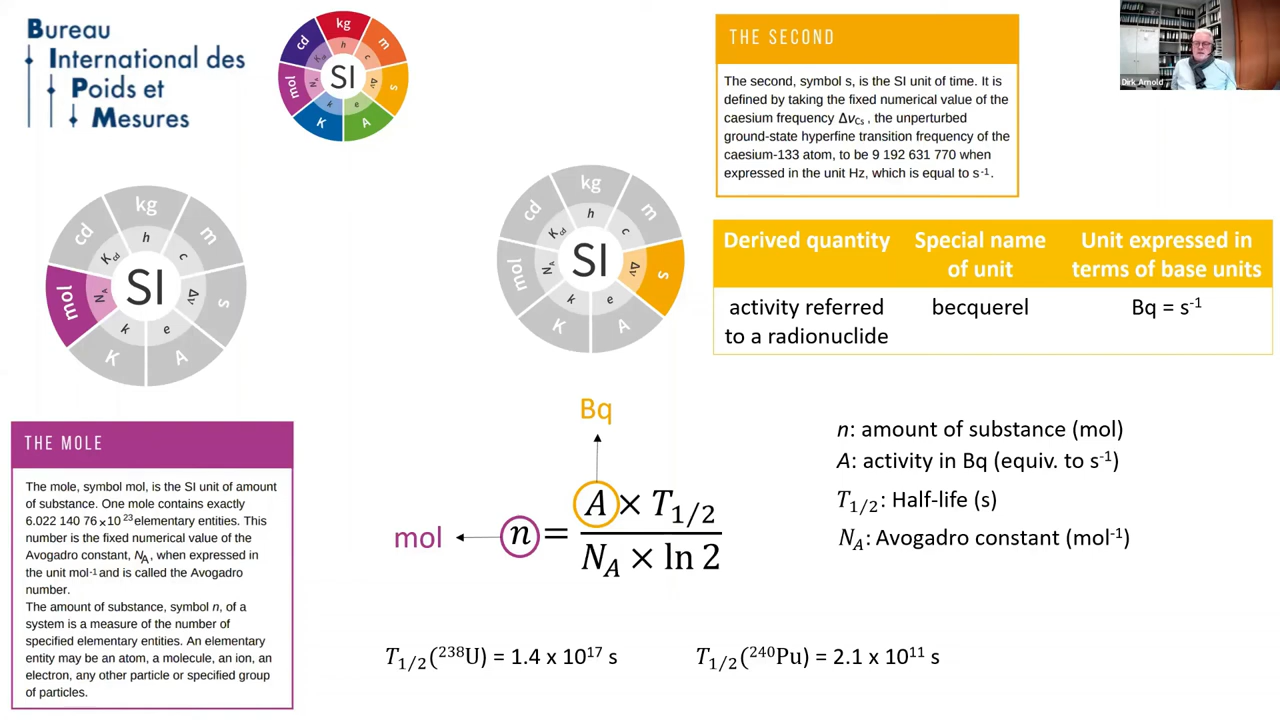 Bureau
International des
Poids et
Mesures
kg
m
s
A
K
mol
cd
h
c
Δν
e
k
N_A
K_cd
SI
THE SECOND
The second, symbol s, is the SI unit of time. It is
defined by taking the fixed numerical value of the
caesium frequency Δν_Cs , the unperturbed
ground-state hyperfine transition frequency of the
caesium-133 atom, to be 9 192 631 770 when
expressed in the unit Hz, which is equal to s⁻¹.
Dirk_Arnold
kg
m
s
A
K
mol
cd
h
c
Δν
e
k
N_A
K_cd
SI
kg
m
s
A
K
mol
cd
h
c
Δν
e
k
N_A
K_cd
SI
Derived quantity
Special name
of unit
Unit expressed in
terms of base units
activity referred
to a radionuclide
becquerel
Bq = s⁻¹
THE MOLE
The mole, symbol mol, is the SI unit of amount
of substance. One mole contains exactly
6.022 140 76×10²³ elementary entities. This
number is the fixed numerical value of the
Avogadro constant, N_A, when expressed in
the unit mol⁻¹ and is called the Avogadro
number.
The amount of substance, symbol n, of a
system is a measure of the number of
specified elementary entities. An elementary
entity may be an atom, a molecule, an ion, an
electron, any other particle or specified group
of particles.
Bq
mol
n = (A × T_1/2) / (N_A × ln 2)
n: amount of substance (mol)
A: activity in Bq (equiv. to s⁻¹)
T_1/2: Half-life (s)
N_A: Avogadro constant (mol⁻¹)
T_1/2(²³⁸U) = 1.4 x 10¹⁷ s
T_1/2(²⁴⁰Pu) = 2.1 x 10¹¹ s